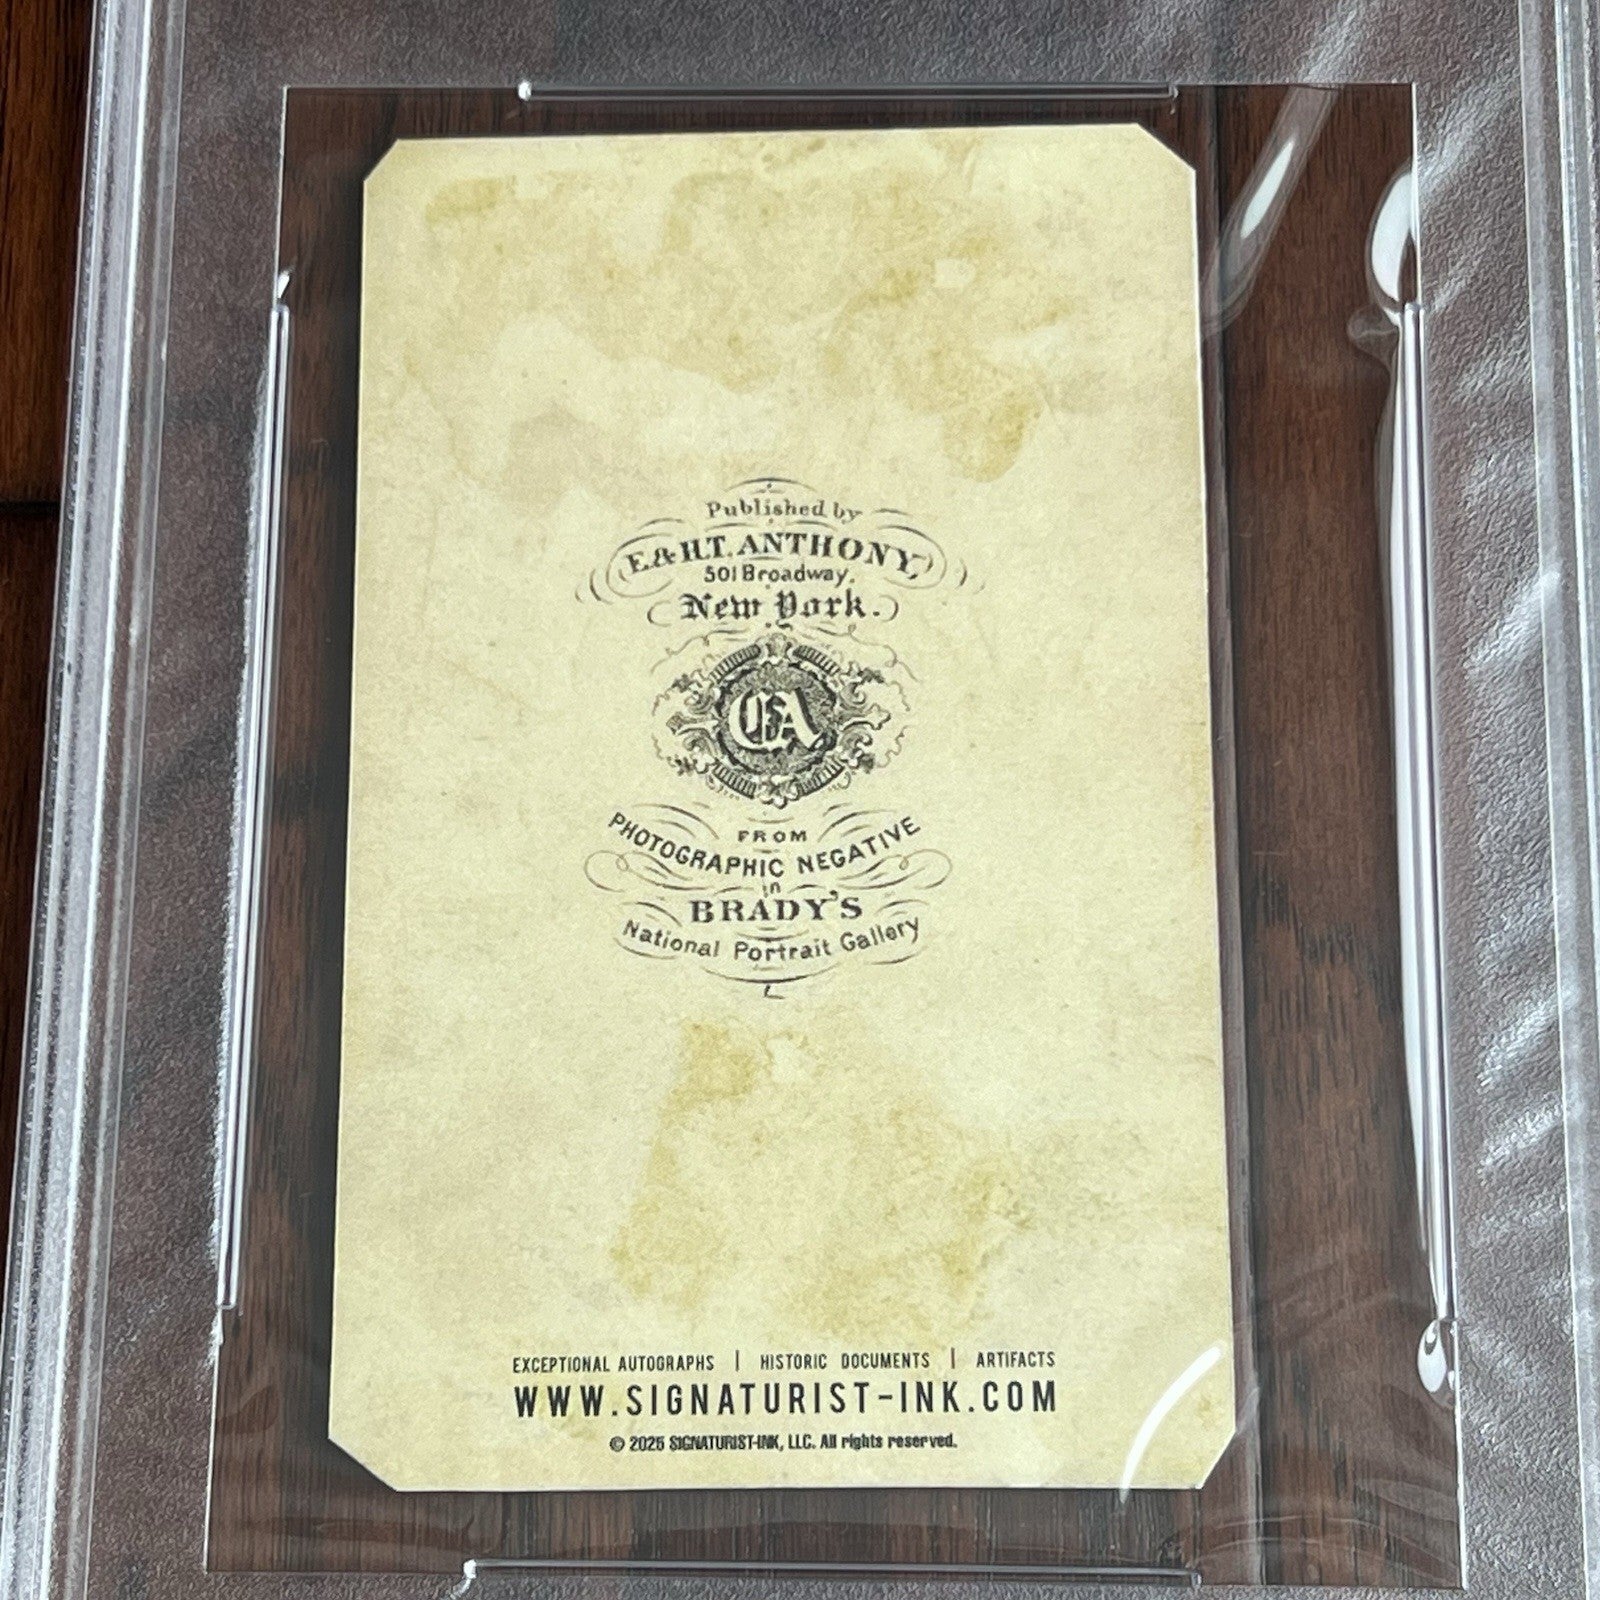 Published by
E. & H.T. ANTHONY,
501 Broadway,
New York.
EA
FROM
PHOTOGRAPHIC NEGATIVE
in
BRADY'S
National Portrait Gallery
EXCEPTIONAL AUTOGRAPHS | HISTORIC DOCUMENTS | ARTIFACTS
WWW.SIGNATURIST-INK.COM
© 2025 SIGNATURIST-INK, LLC. All rights reserved.